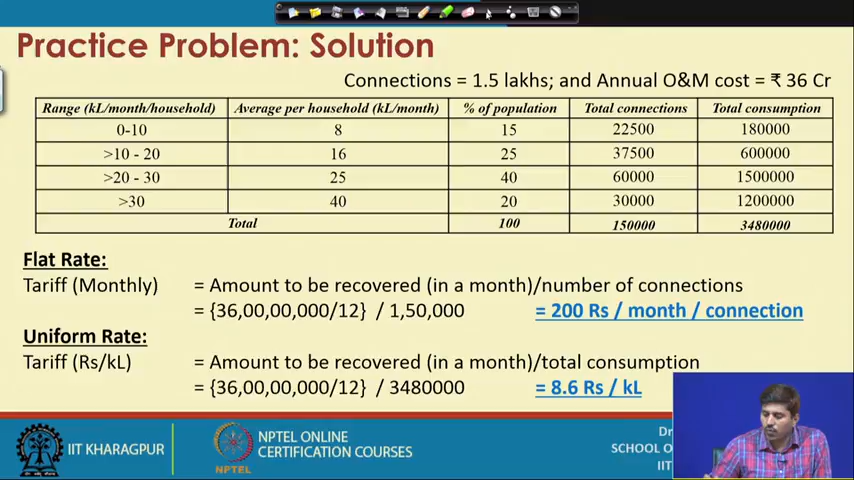 Practice Problem: Solution
Connections = 1.5 lakhs; and Annual O&M cost = ₹ 36 Cr
Range (kL/month/household) Average per household (kL/month) % of population Total connections Total consumption
0-10 8 15 22500 180000
>10 - 20 16 25 37500 600000
>20 - 30 25 40 60000 1500000
>30 40 20 30000 1200000
Total 100 150000 3480000
Flat Rate:
Tariff (Monthly) = Amount to be recovered (in a month)/number of connections
= {36,00,00,000/12} / 1,50,000 = 200 Rs / month / connection
Uniform Rate:
Tariff (Rs/kL) = Amount to be recovered (in a month)/total consumption
= {36,00,00,000/12} / 3480000 = 8.6 Rs / kL
IIT KHARAGPUR
NPTEL
NPTEL ONLINE
CERTIFICATION COURSES
Dr
SCHOOL O
IIT